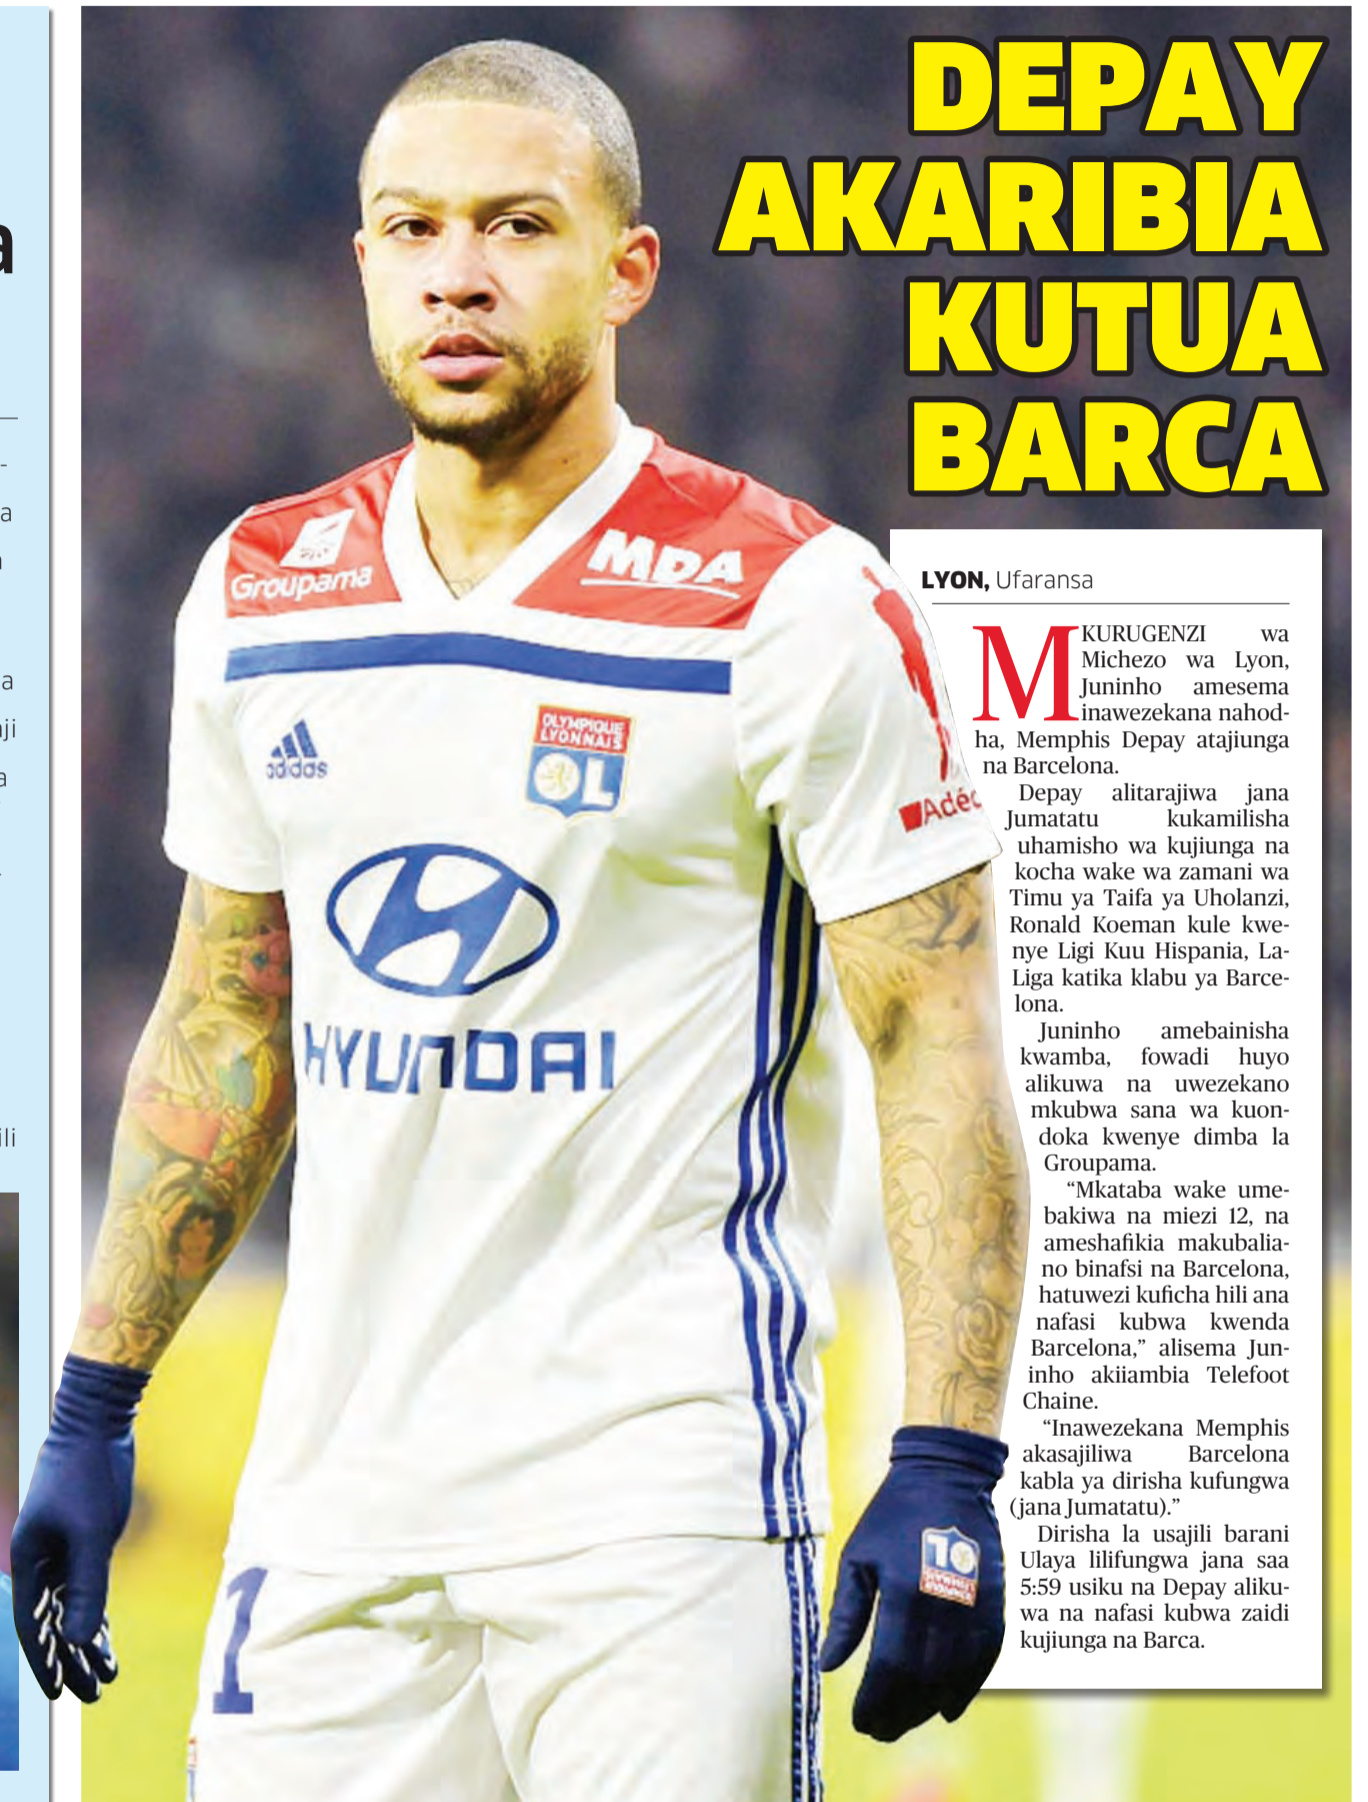 DEPAY
AKARIBIA
KUTUA
BARCA
LYON, Ufaransa
MKURUGENZI wa
Michezo wa Lyon,
Juninho amesema
inawezekana nahod-
ha, Memphis Depay atajiunga
na Barcelona.
Depay alitarajiwa jana
Jumatatu kukamilisha
uhamisho wa kujiunga na
kocha wake wa zamani wa
Timu ya Taifa ya Uholanzi,
Ronald Koeman kule kwe-
nye Ligi Kuu Hispania, La-
Liga katika klabu ya Barce-
lona.
Juninho amebainisha
kwamba, fowadi huyo
alikuwa na uwezekano
mkubwa sana wa kuon-
doka kwenye dimba la
Groupama.
“Mkataba wake ume-
bakiwa na miezi 12, na
ameshafikia makubalia-
no binafsi na Barcelona,
hatuwezi kuficha hili ana
nafasi kubwa kwenda
Barcelona,” alisema Jun-
inho akiiambia Telefoot
Chaine.
“Inawezekana Memphis
akasajiliwa Barcelona
kabla ya dirisha kufungwa
(jana Jumatatu).”
Dirisha la usajili barani
Ulaya lilifungwa jana saa
5:59 usiku na Depay aliku-
wa na nafasi kubwa zaidi
kujiunga na Barca.
Groupama
MDA
adidas
OLYMPIQUE
LYONNAIS
OL
Adéc
HYUNDAI
OL
1
a
-
a
a
aji
a
ili